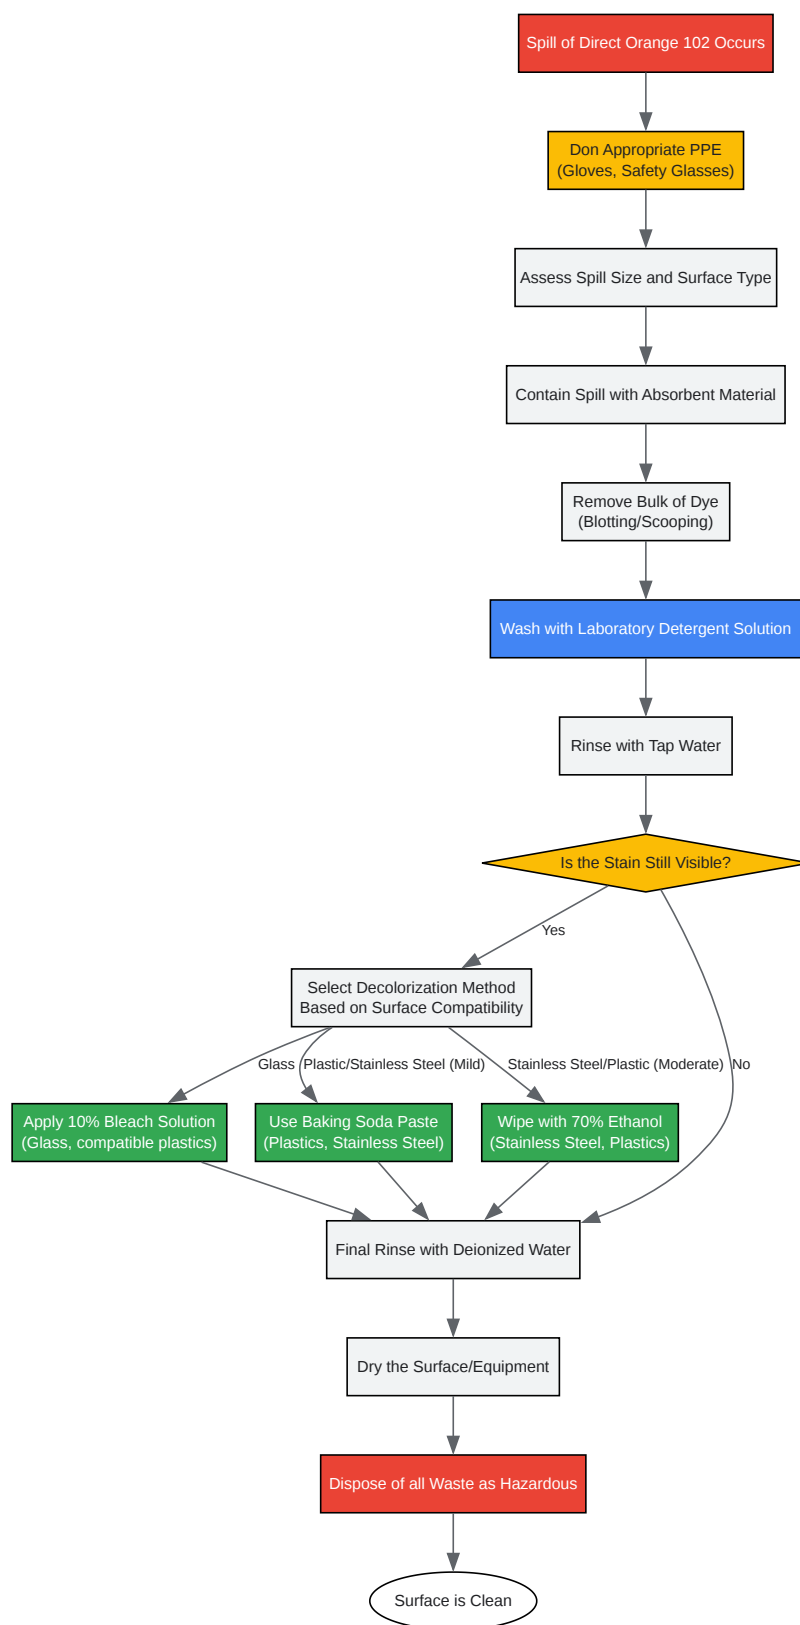 Spill of Direct Orange 102 Occurs
Don Appropriate PPE
(Gloves, Safety Glasses)
Assess Spill Size and Surface Type
Contain Spill with Absorbent Material
Remove Bulk of Dye
(Blotting/Scooping)
Wash with Laboratory Detergent Solution
Rinse with Tap Water
Is the Stain Still Visible?
Yes
Select Decolorization Method
Based on Surface Compatibility
Glass
Plastic/Stainless Steel (Mild)
Stainless Steel/Plastic (Moderate)
No
Apply 10% Bleach Solution
(Glass, compatible plastics)
Use Baking Soda Paste
(Plastics, Stainless Steel)
Wipe with 70% Ethanol
(Stainless Steel, Plastics)
Final Rinse with Deionized Water
Dry the Surface/Equipment
Dispose of all Waste as Hazardous
Surface is Clean